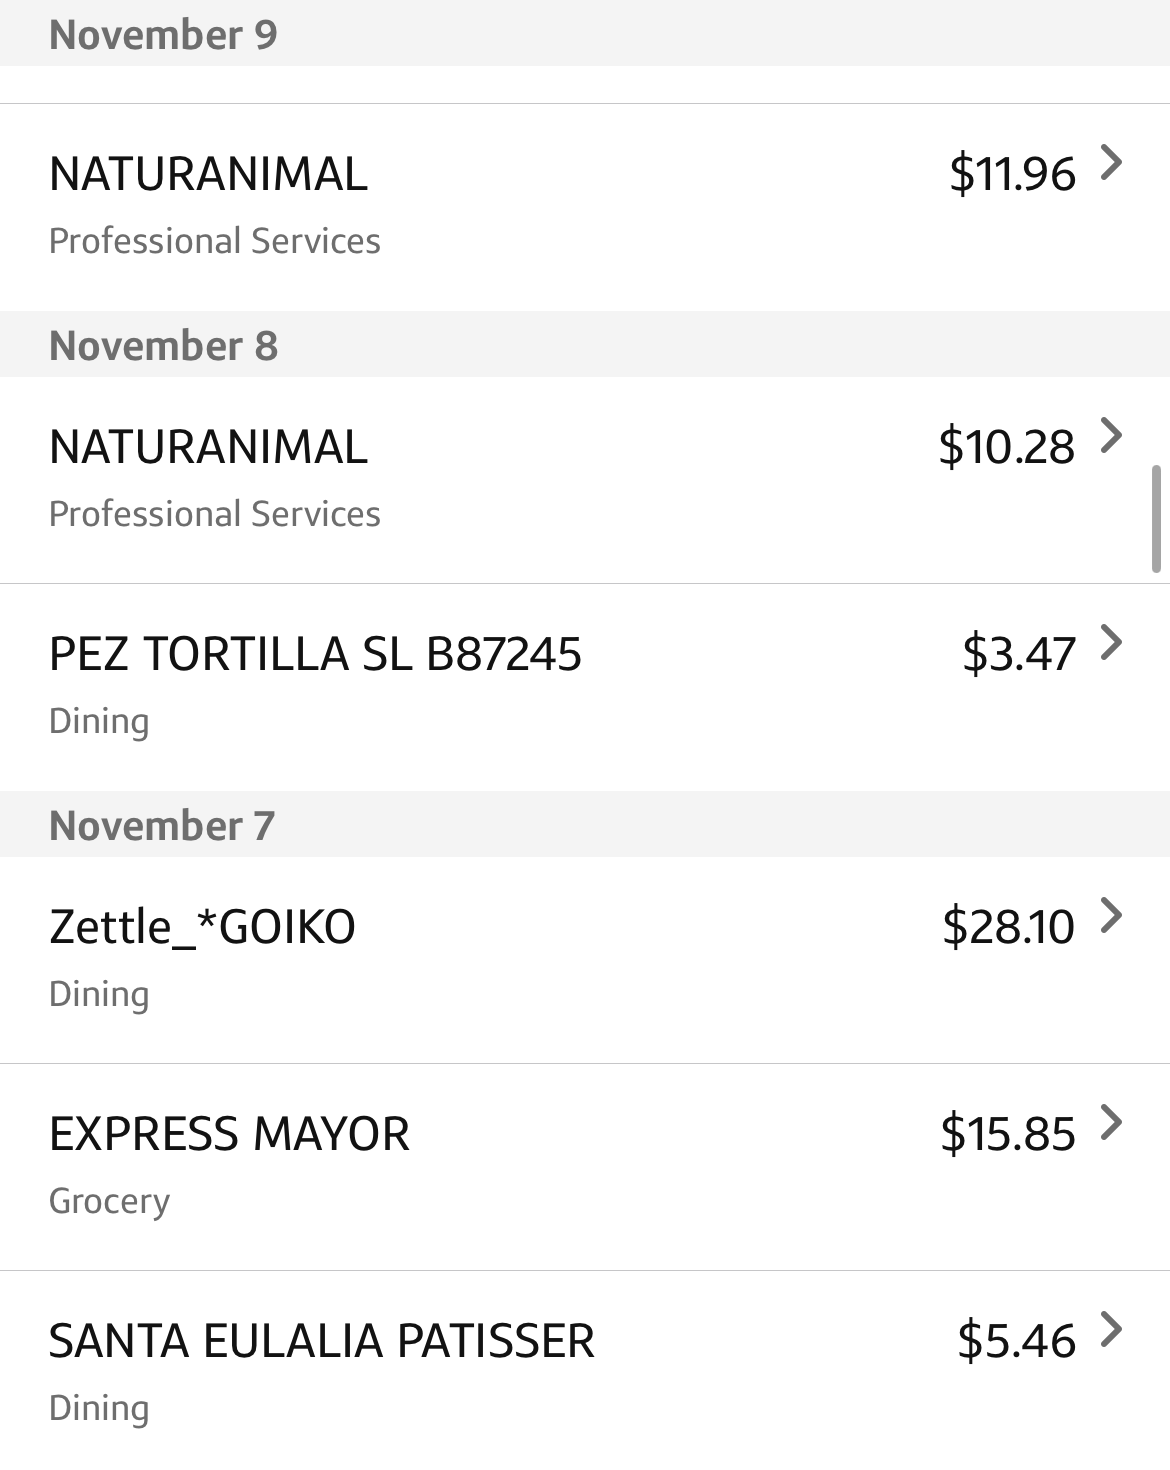 November 9
NATURANIMAL $11.96
Professional Services
November 8
NATURANIMAL $10.28
Professional Services
PEZ TORTILLA SL B87245 $3.47
Dining
November 7
Zettle_*GOIKO $28.10
Dining
EXPRESS MAYOR $15.85
Grocery
SANTA EULALIA PATISSER $5.46
Dining